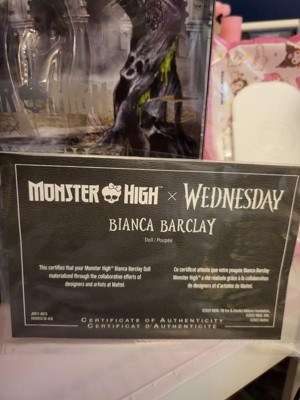 MONSTER HIGH™ × WEDNESDAY
BIANCA BARCLAY
Doll / Poupée
This certifies that your Monster High® Bianca Barclay Doll
materialized through the collaborative efforts of
designers and artists at Mattel.
Ce certificat atteste que votre poupée Bianca Barclay
Monster High® a été réalisée grâce à la collaboration
de designers et d'artistes de Mattel.
CERTIFICATE OF AUTHENTICITY
CERTIFICAT D'AUTHENTICITÉ